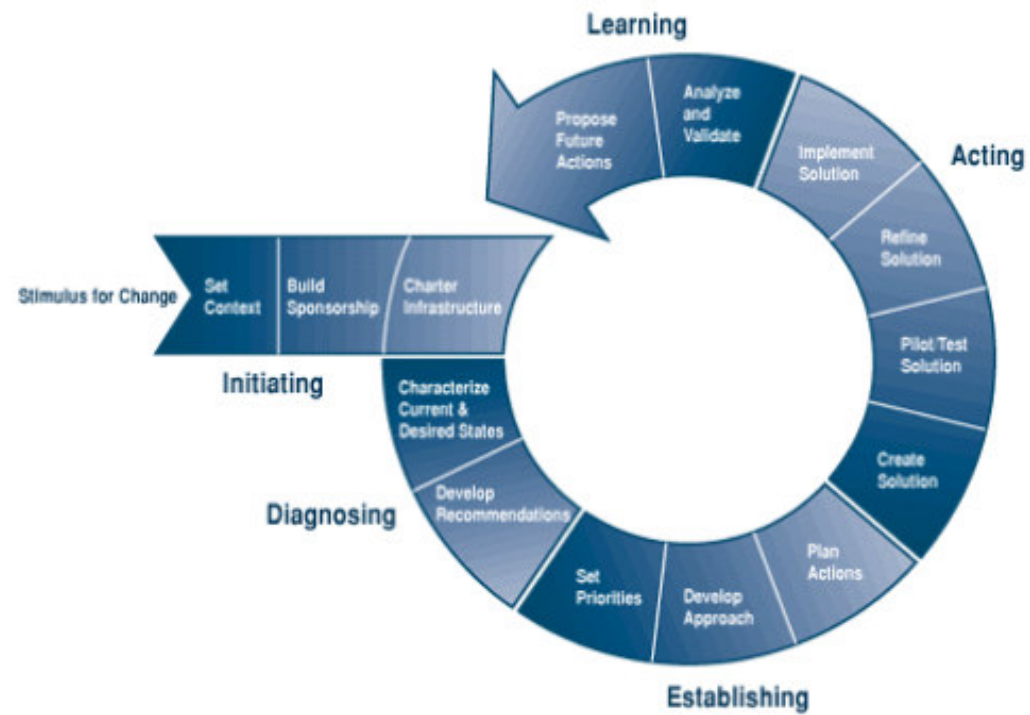 Learning
Analyze
and
Validate
Propose
Future
Actions
Implement
Solution
Acting
Refine
Solution
Stimulus for Change
Set
Context
Build
Sponsorship
Charter
Infrastructure
Pilot/Test
Solution
Initiating
Characterize
Current &
Desired States
Create
Solution
Develop
Recommendations
Diagnosing
Plan
Actions
Set
Priorities
Develop
Approach
Establishing